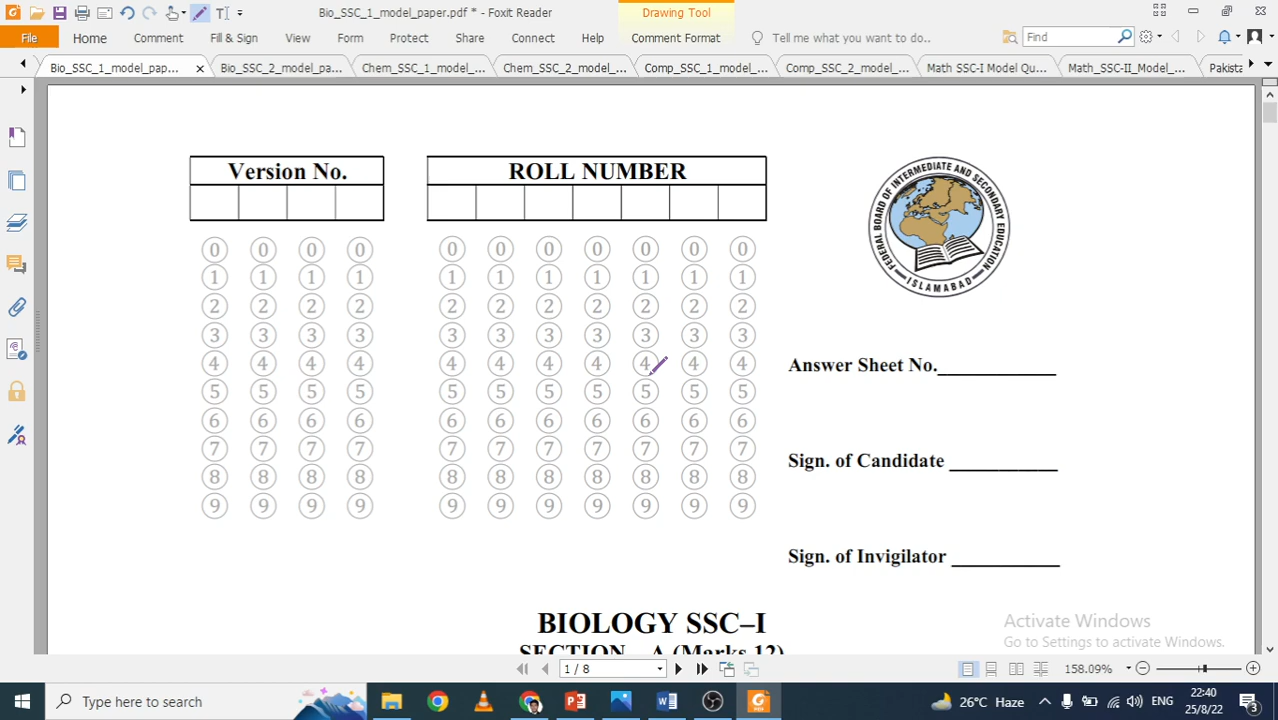 Bio_SSC_1_model_paper.pdf * - Foxit Reader
Drawing Tool
File Home Comment Fill & Sign View Form Protect Share Connect Help Comment Format Tell me what you want to do.. Find
Bio_SSC_1_model_pap... Bio_SSC_2_model_pa... Chem_SSC_1_model_... Chem_SSC_2_model_... Comp_SSC_1_model_... Comp_SSC_2_model_... Math SSC-I Model Qu... Math_SSC-II_Model_... Pakista
Version No. ROLL NUMBER
FEDERAL BOARD OF INTERMEDIATE AND SECONDARY EDUCATION
ISLAMABAD
0 0 0 0 0 0 0 0 0 0 0
1 1 1 1 1 1 1 1 1 1 1
2 2 2 2 2 2 2 2 2 2 2
3 3 3 3 3 3 3 3 3 3 3
4 4 4 4 4 4 4 4 4 4 4
5 5 5 5 5 5 5 5 5 5 5
6 6 6 6 6 6 6 6 6 6 6
7 7 7 7 7 7 7 7 7 7 7
8 8 8 8 8 8 8 8 8 8 8
9 9 9 9 9 9 9 9 9 9 9
Answer Sheet No.____________
Sign. of Candidate ___________
Sign. of Invigilator ___________
BIOLOGY SSC–I
SECTION – A (Marks 12)
Activate Windows
Go to Settings to activate Windows.
1 / 8 158.09%
Type here to search 26°C Haze ENG 22:40
25/8/22 3